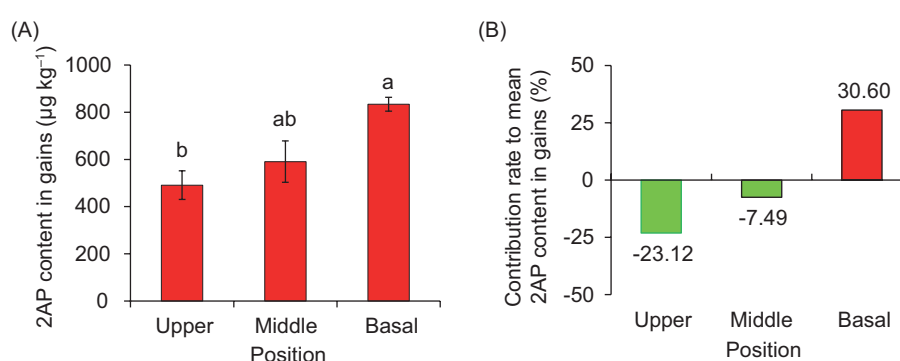 (A)
2AP content in gains (μg kg⁻¹)
1000
800
600
400
200
0
b
ab
a
Upper
Middle
Basal
Position
(B)
Contribution rate to mean
2AP content in gains (%)
50
25
0
-25
-50
-23.12
-7.49
30.60
Upper
Middle
Basal
Position